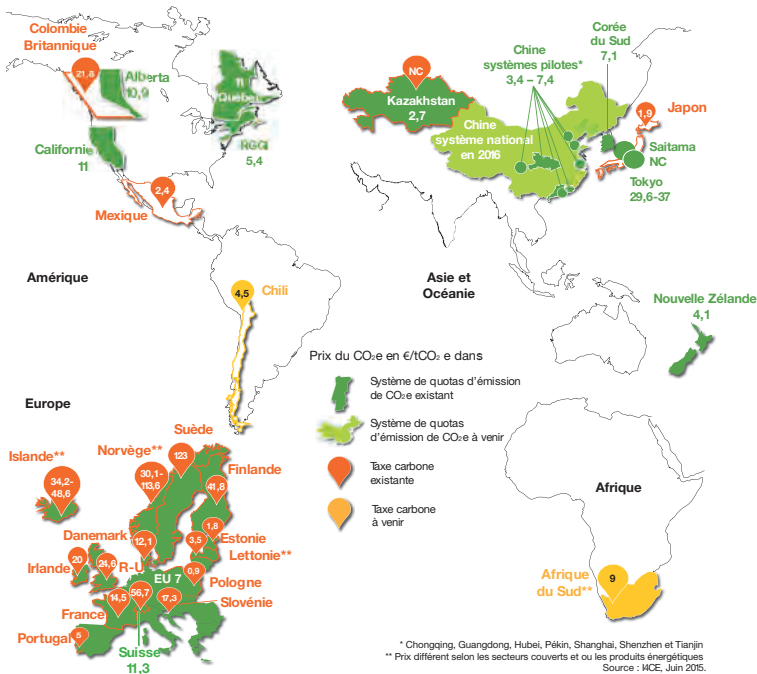 Colombie
Britannique
21,8
Alberta
10,9
11
Québec
Californie
11
RGGI
5,4
2,4
Mexique
Amérique
4,5
Chili
NC
Kazakhstan
2,7
Chine
systèmes pilotes*
3,4 – 7,4
Corée
du Sud
7,1
Chine
système national
en 2016
1,9
Japon
Saitama
NC
Tokyo
29,6-37
Asie et
Océanie
Nouvelle Zélande
4,1
Prix du CO2e en €/tCO2 e dans
Système de quotas d'émission
de CO2e existant
Système de quotas
d'émission de CO2e à venir
Taxe carbone
existante
Taxe carbone
à venir
Europe
Islande**
34,2-
48,6
Norvège**
30,1-
113,6
Suède
123
Finlande
41,8
Danemark
12,1
1,8
Estonie
3,5
Lettonie**
Irlande
20
24,6
R-U
EU 7
0,9
Pologne
France
14,5
56,7
17,3
Slovénie
Portugal
5
Suisse
11,3
Afrique
9
Afrique
du Sud**
* Chongqing, Guangdong, Hubei, Pékin, Shanghai, Shenzhen et Tianjin
** Prix différent selon les secteurs couverts et ou les produits énergétiques
Source : I4CE, Juin 2015.